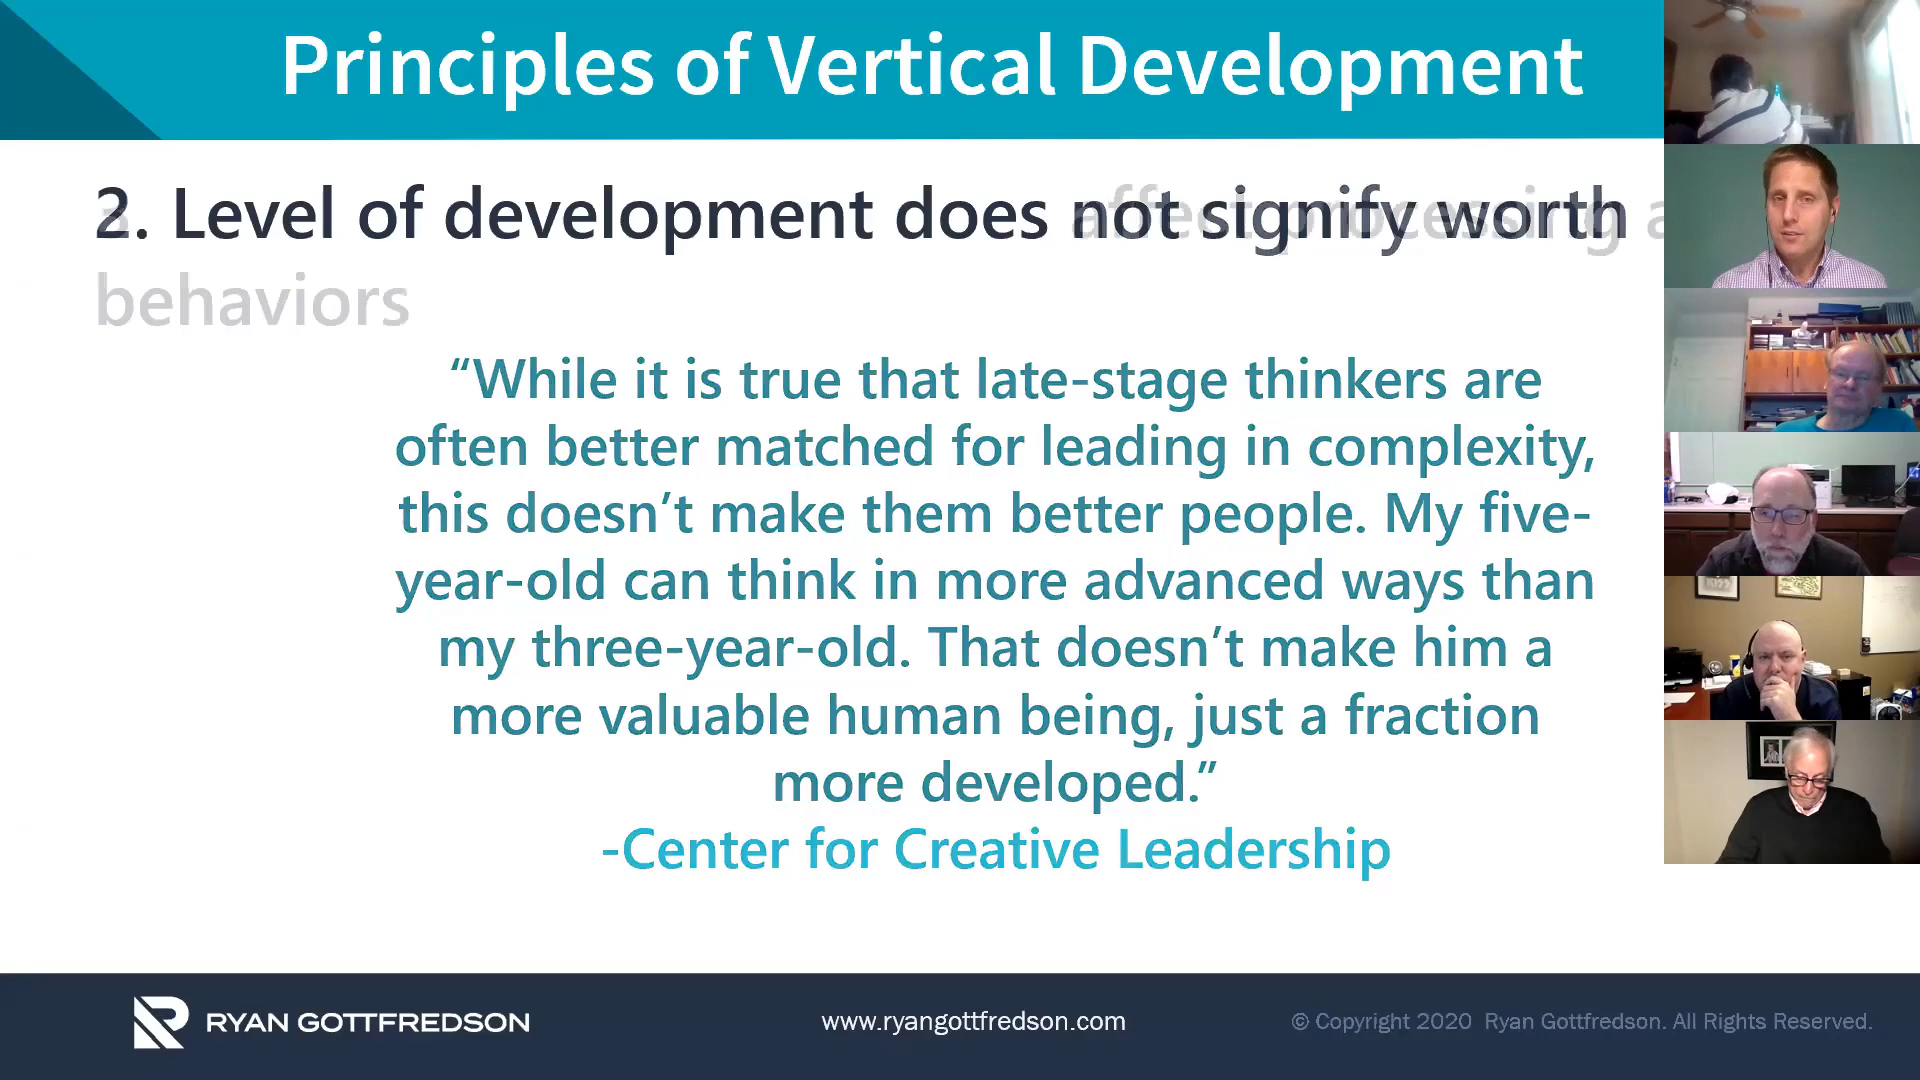 Principles of Vertical Development
2. Level of development does not signify worth
affect processing a
behaviors
“While it is true that late-stage thinkers are
often better matched for leading in complexity,
this doesn’t make them better people. My five-
year-old can think in more advanced ways than
my three-year-old. That doesn’t make him a
more valuable human being, just a fraction
more developed.”
-Center for Creative Leadership
RYAN GOTTFREDSON
www.ryangottfredson.com
© Copyright 2020 Ryan Gottfredson. All Rights Reserved.